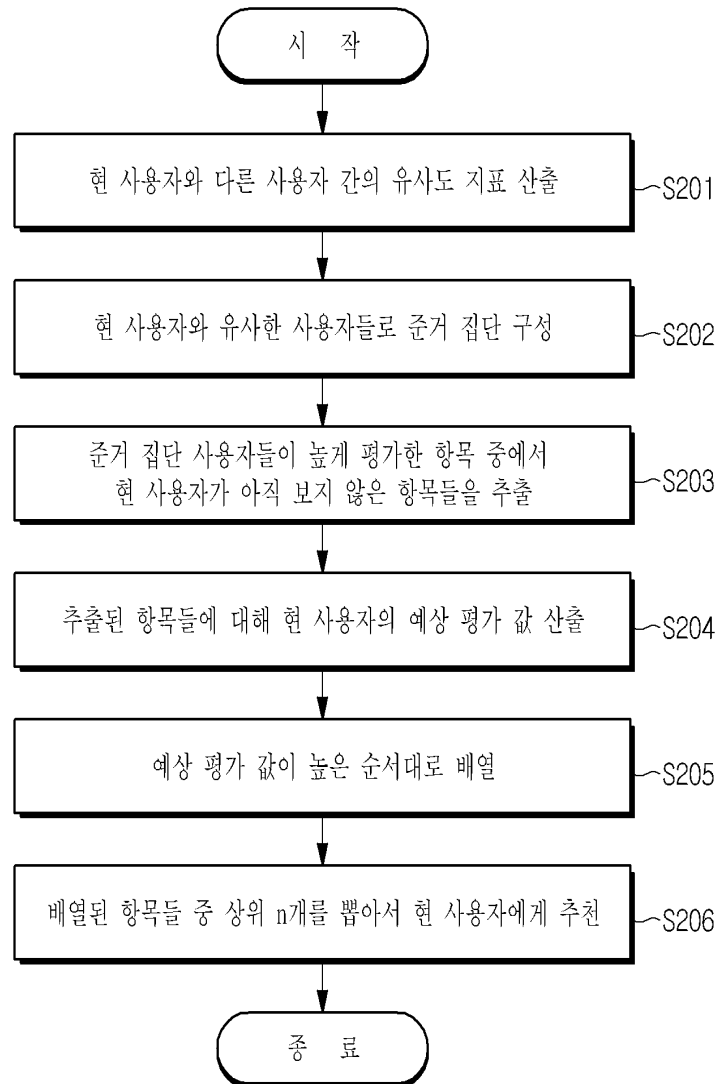 시 작
현 사용자와 다른 사용자 간의 유사도 지표 산출
S201
현 사용자와 유사한 사용자들로 준거 집단 구성
S202
준거 집단 사용자들이 높게 평가한 항목 중에서
현 사용자가 아직 보지 않은 항목들을 추출
S203
추출된 항목들에 대해 현 사용자의 예상 평가 값 산출
S204
예상 평가 값이 높은 순서대로 배열
S205
배열된 항목들 중 상위 n개를 뽑아서 현 사용자에게 추천
S206
종 료